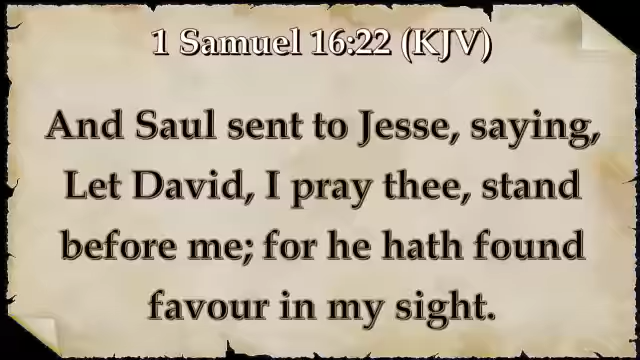 1 Samuel 16:22 (KJV)
And Saul sent to Jesse, saying,
Let David, I pray thee, stand
before me; for he hath found
favour in my sight.